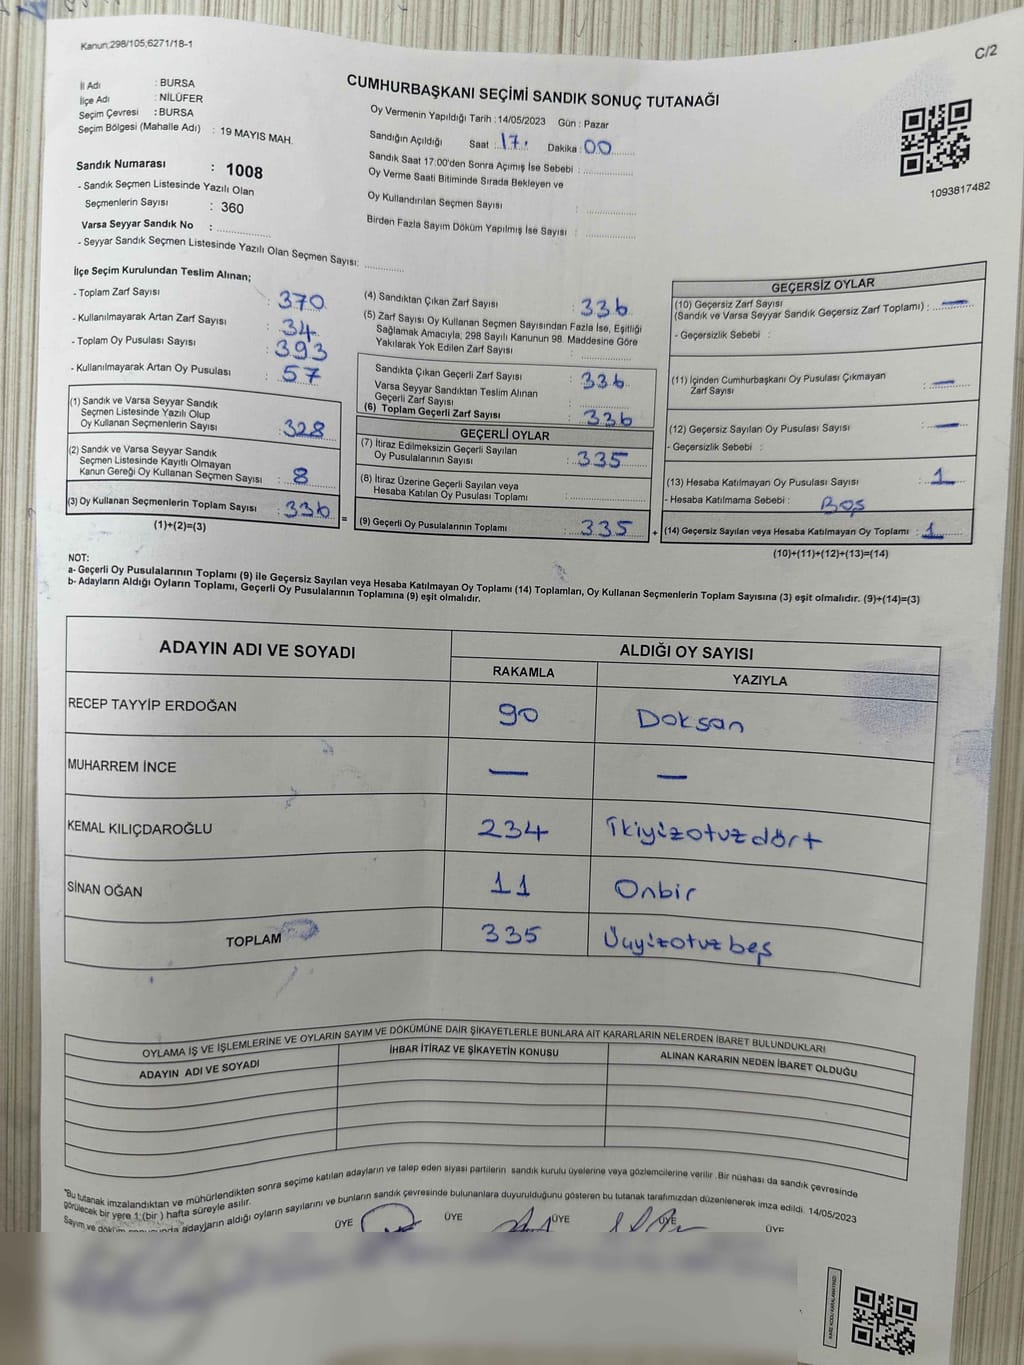 Kanun;298/105;6271/18-1
C/2
İl Adı : BURSA
İlçe Adı : NİLÜFER
Seçim Çevresi : BURSA
Seçim Bölgesi (Mahalle Adı) : 19 MAYIS MAH.
Sandık Numarası : 1008
- Sandık Seçmen Listesinde Yazılı Olan
Seçmenlerin Sayısı : 360
Varsa Seyyar Sandık No :
- Seyyar Sandık Seçmen Listesinde Yazılı Olan Seçmen Sayısı:
CUMHURBAŞKANI SEÇİMİ SANDIK SONUÇ TUTANAĞI
Oy Vermenin Yapıldığı Tarih : 14/05/2023 Gün : Pazar
Sandığın Açıldığı Saat : 17. Dakika : 00
Sandık Saat 17:00'den Sonra Açımış İse Sebebi :
Oy Verme Saati Bitiminde Sırada Bekleyen ve
Oy Kullandırılan Seçmen Sayısı :
Birden Fazla Sayım Döküm Yapılmış İse Sayısı :
1093817482
İlçe Seçim Kurulundan Teslim Alınan;
- Toplam Zarf Sayısı : 370
- Kullanılmayarak Artan Zarf Sayısı : 34
- Toplam Oy Pusulası Sayısı : 393
- Kullanılmayarak Artan Oy Pusulası : 57
(1) Sandık ve Varsa Seyyar Sandık
Seçmen Listesinde Yazılı Olup
Oy Kullanan Seçmenlerin Sayısı : 328
(2) Sandık ve Varsa Seyyar Sandık
Seçmen Listesinde Kayıtlı Olmayan
Kanun Gereği Oy Kullanan Seçmen Sayısı : 8
(3) Oy Kullanan Seçmenlerin Toplam Sayısı : 336 =
(1)+(2)=(3)
(4) Sandıktan Çıkan Zarf Sayısı : 336
(5) Zarf Sayısı Oy Kullanan Seçmen Sayısından Fazla İse, Eşitliği
Sağlamak Amacıyla, 298 Sayılı Kanunun 98. Maddesine Göre
Yakılarak Yok Edilen Zarf Sayısı :
Sandıkta Çıkan Geçerli Zarf Sayısı : 336
Varsa Seyyar Sandıktan Teslim Alınan
Geçerli Zarf Sayısı :
(6) Toplam Geçerli Zarf Sayısı : 336
GEÇERLİ OYLAR
(7) İtiraz Edilmeksizin Geçerli Sayılan
Oy Pusulalarının Sayısı : 335
(8) İtiraz Üzerine Geçerli Sayılan veya
Hesaba Katılan Oy Pusulası Toplamı :
(9) Geçerli Oy Pusulalarının Toplamı : 335 +
GEÇERSİZ OYLAR
(10) Geçersiz Zarf Sayısı
(Sandık ve Varsa Seyyar Sandık Geçersiz Zarf Toplamı) : —
- Geçersizlik Sebebi :
(11) İçinden Cumhurbaşkanı Oy Pusulası Çıkmayan
Zarf Sayısı : —
(12) Geçersiz Sayılan Oy Pusulası Sayısı : —
- Geçersizlik Sebebi :
(13) Hesaba Katılmayan Oy Pusulası Sayısı : 1
- Hesaba Katılmama Sebebi : Boş
(14) Geçersiz Sayılan veya Hesaba Katılmayan Oy Toplamı : 1
(10)+(11)+(12)+(13)=(14)
NOT:
a- Geçerli Oy Pusulalarının Toplamı (9) ile Geçersiz Sayılan veya Hesaba Katılmayan Oy Toplamı (14) Toplamları, Oy Kullanan Seçmenlerin Toplam Sayısına (3) eşit olmalıdır. (9)+(14)=(3)
b- Adayların Aldığı Oyların Toplamı, Geçerli Oy Pusulalarının Toplamına (9) eşit olmalıdır.
ADAYIN ADI VE SOYADI
ALDIĞI OY SAYISI
RAKAMLA YAZIYLA
RECEP TAYYİP ERDOĞAN 90 Doksan
MUHARREM İNCE — —
KEMAL KILIÇDAROĞLU 234 İkiyüzotuzdört
SİNAN OĞAN 11 Onbir
TOPLAM 335 Üçyüzotuzbeş
OYLAMA İŞ VE İŞLEMLERİNE VE OYLARIN SAYIM VE DÖKÜMÜNE DAİR ŞİKAYETLERLE BUNLARA AİT KARARLARIN NELERDEN İBARET BULUNDUKLARI
ADAYIN ADI VE SOYADI İHBAR İTİRAZ VE ŞİKAYETİN KONUSU ALINAN KARARIN NEDEN İBARET OLDUĞU
"Bu tutanak imzalandıktan ve mühürlendikten sonra seçime katılan adayların ve talep eden siyasi partilerin sandık kurulu üyelerine veya gözlemcilerine verilir .Bir nüshası da sandık çevresinde
görülecek bir yere 1 (bir ) hafta süreyle asılır.
Sayım ve döküm adayların aldığı oyların sayılarını ve bunların sandık çevresinde bulunanlara duyurulduğunu gösteren bu tutanak tarafımızdan düzenlenerek imza edildi. 14/05/2023
ÜYE ÜYE ÜYE ÜYE ÜYE